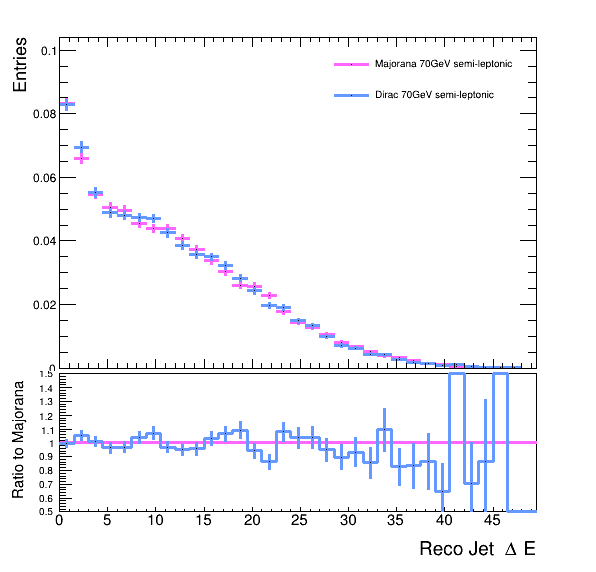 Entries
0.1
0.08
0.06
0.04
0.02
0
Majorana 70GeV semi-leptonic
Dirac 70GeV semi-leptonic
Ratio to Majorana
1.5
1.4
1.3
1.2
1.1
1
0.9
0.8
0.7
0.6
0.5
0 5 10 15 20 25 30 35 40 45
Reco Jet Δ E